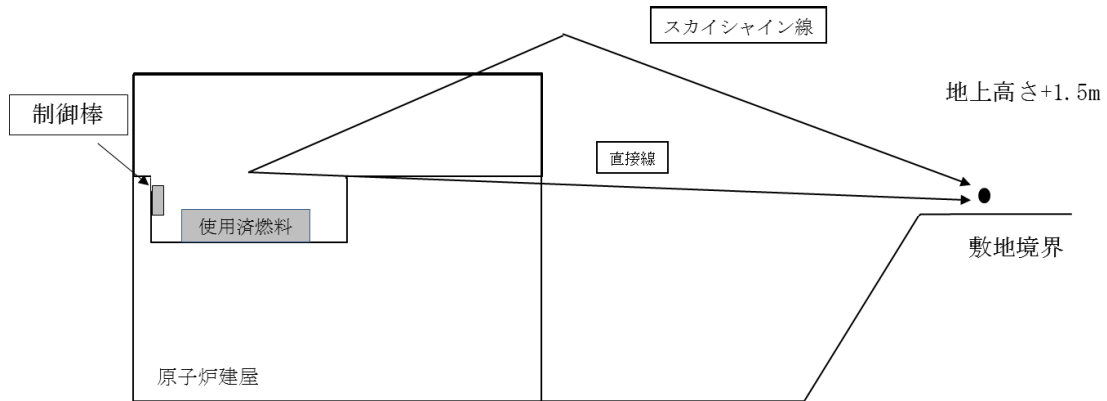 スカイシャイン線
地上高さ+1.5m
制御棒
直接線
使用済燃料
敷地境界
原子炉建屋